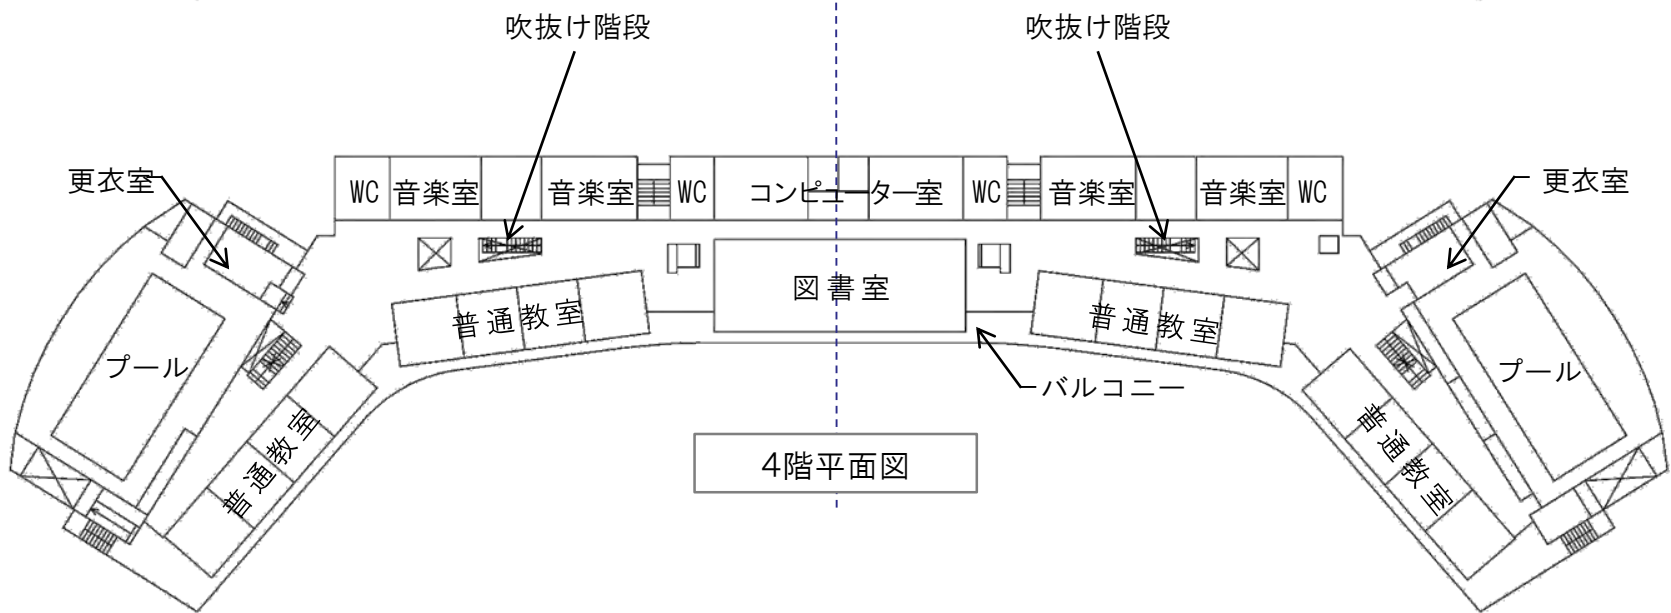 吹抜け階段
吹抜け階段
更衣室
WC
音楽室
音楽室
WC
コンピューター室
WC
音楽室
音楽室
WC
更衣室
図書室
普通教室
普通教室
プール
プール
バルコニー
普通教室
普通教室
4階平面図